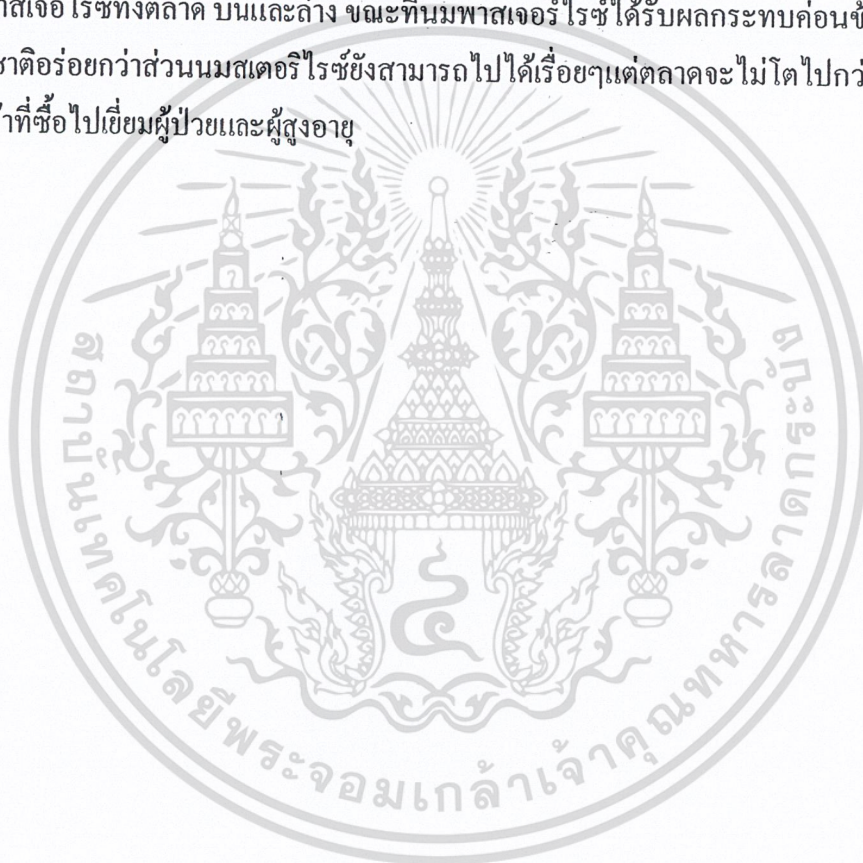 าสเจอไรซ์ทั้งตลาด บนและล่าง ขณะที่นมพาสเจอร์ไรซ์ได้รับผลกระทบค่อนข้
ชาติอร่อยกว่าส่วนนมสเตอริไรซ์ยังสามารถไปได้เรื่อยๆแต่ตลาดจะไม่โตไปกว่
าที่ซื้อไปเยี่ยมผู้ป่วยและผู้สูงอายุ
๔
สถาบันเทคโนโลยีพระจอมเกล้าเจ้าคุณทหารลาดกระบัง